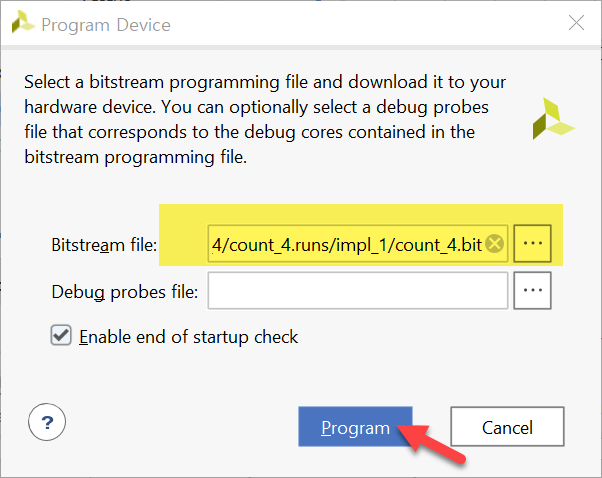 Program Device
Select a bitstream programming file and download it to your
hardware device. You can optionally select a debug probes
file that corresponds to the debug cores contained in the
bitstream programming file.
Bitstream file: 4/count_4.runs/impl_1/count_4.bit ...
Debug probes file: ...
Enable end of startup check
? Program Cancel